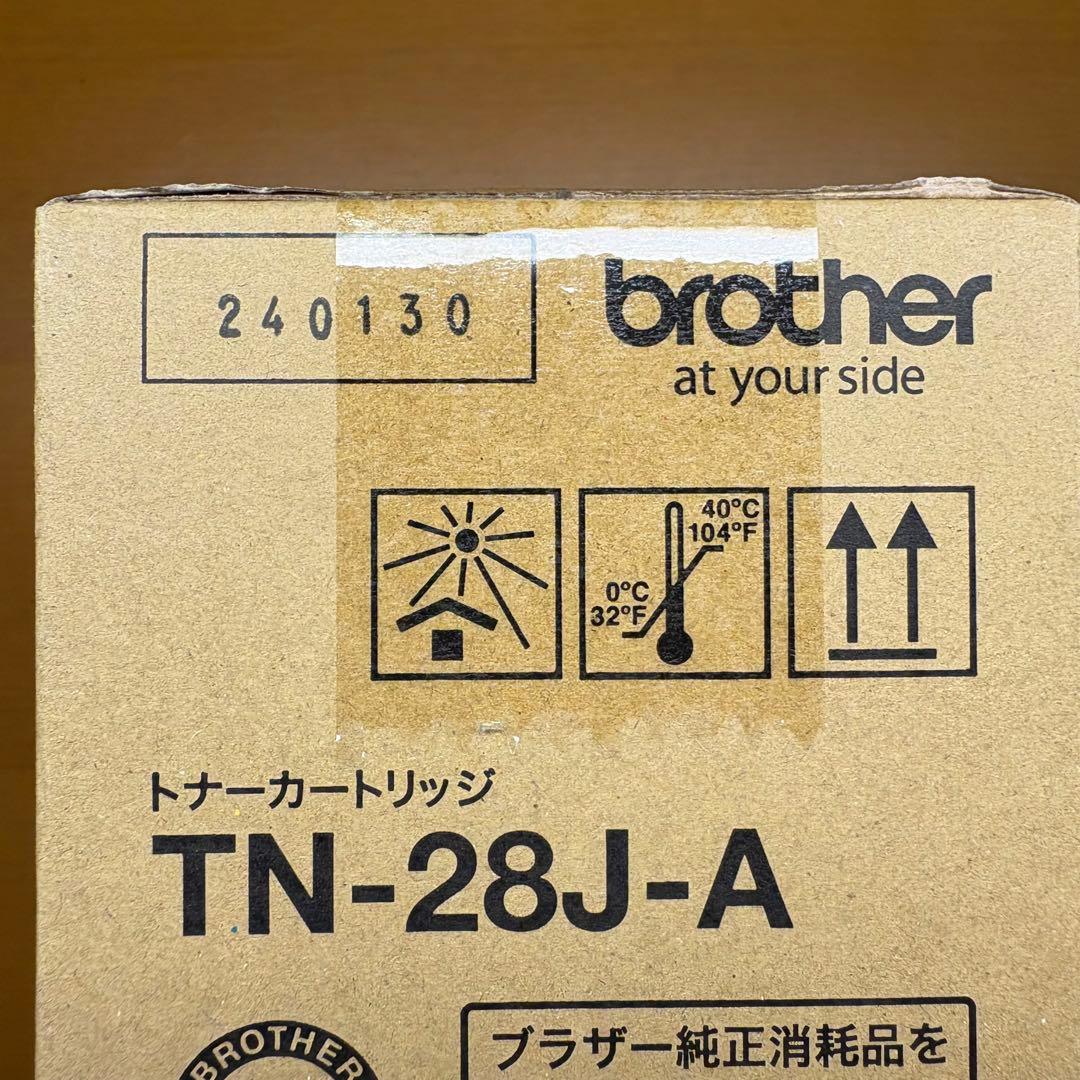 240130
brother
at your side
40°C
104°F
0°C
32°F
トナーカートリッジ
TN-28J-A
BROTHER
ブラザー純正消耗品を